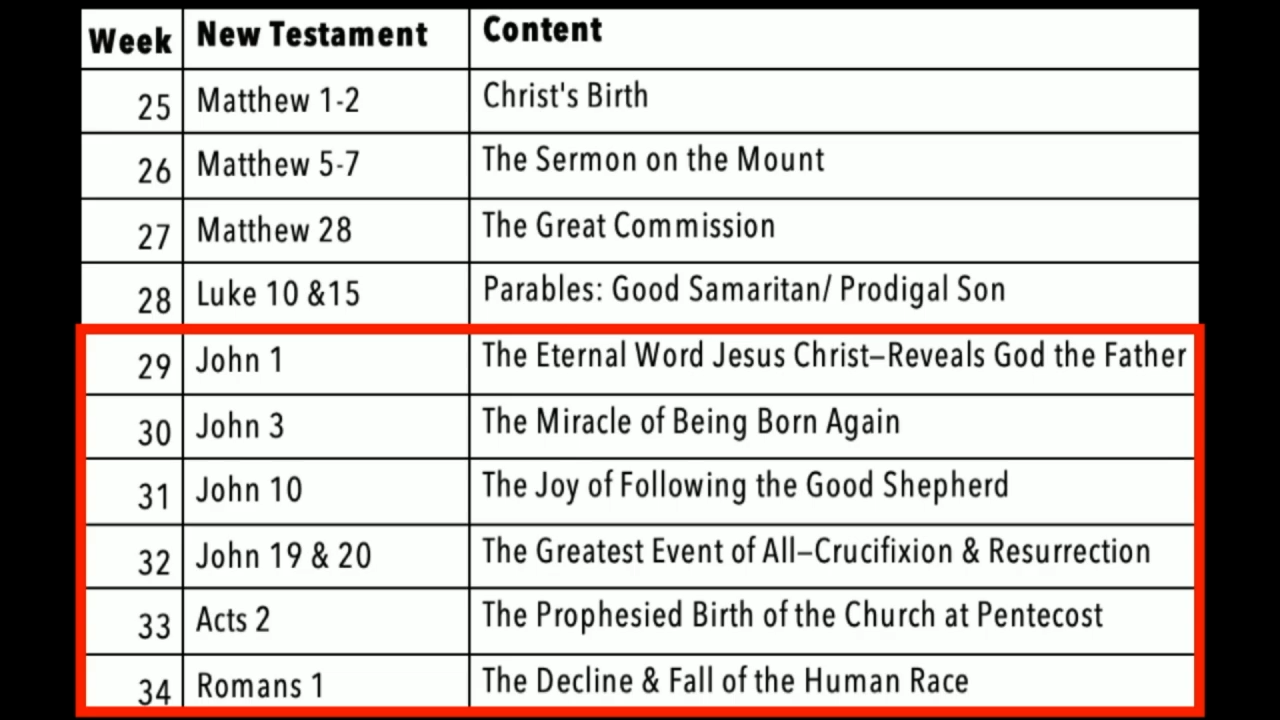 Week New Testament Content
25 Matthew 1-2 Christ's Birth
26 Matthew 5-7 The Sermon on the Mount
27 Matthew 28 The Great Commission
28 Luke 10 &15 Parables: Good Samaritan/ Prodigal Son
29 John 1 The Eternal Word Jesus Christ–Reveals God the Father
30 John 3 The Miracle of Being Born Again
31 John 10 The Joy of Following the Good Shepherd
32 John 19 & 20 The Greatest Event of All–Crucifixion & Resurrection
33 Acts 2 The Prophesied Birth of the Church at Pentecost
34 Romans 1 The Decline & Fall of the Human Race